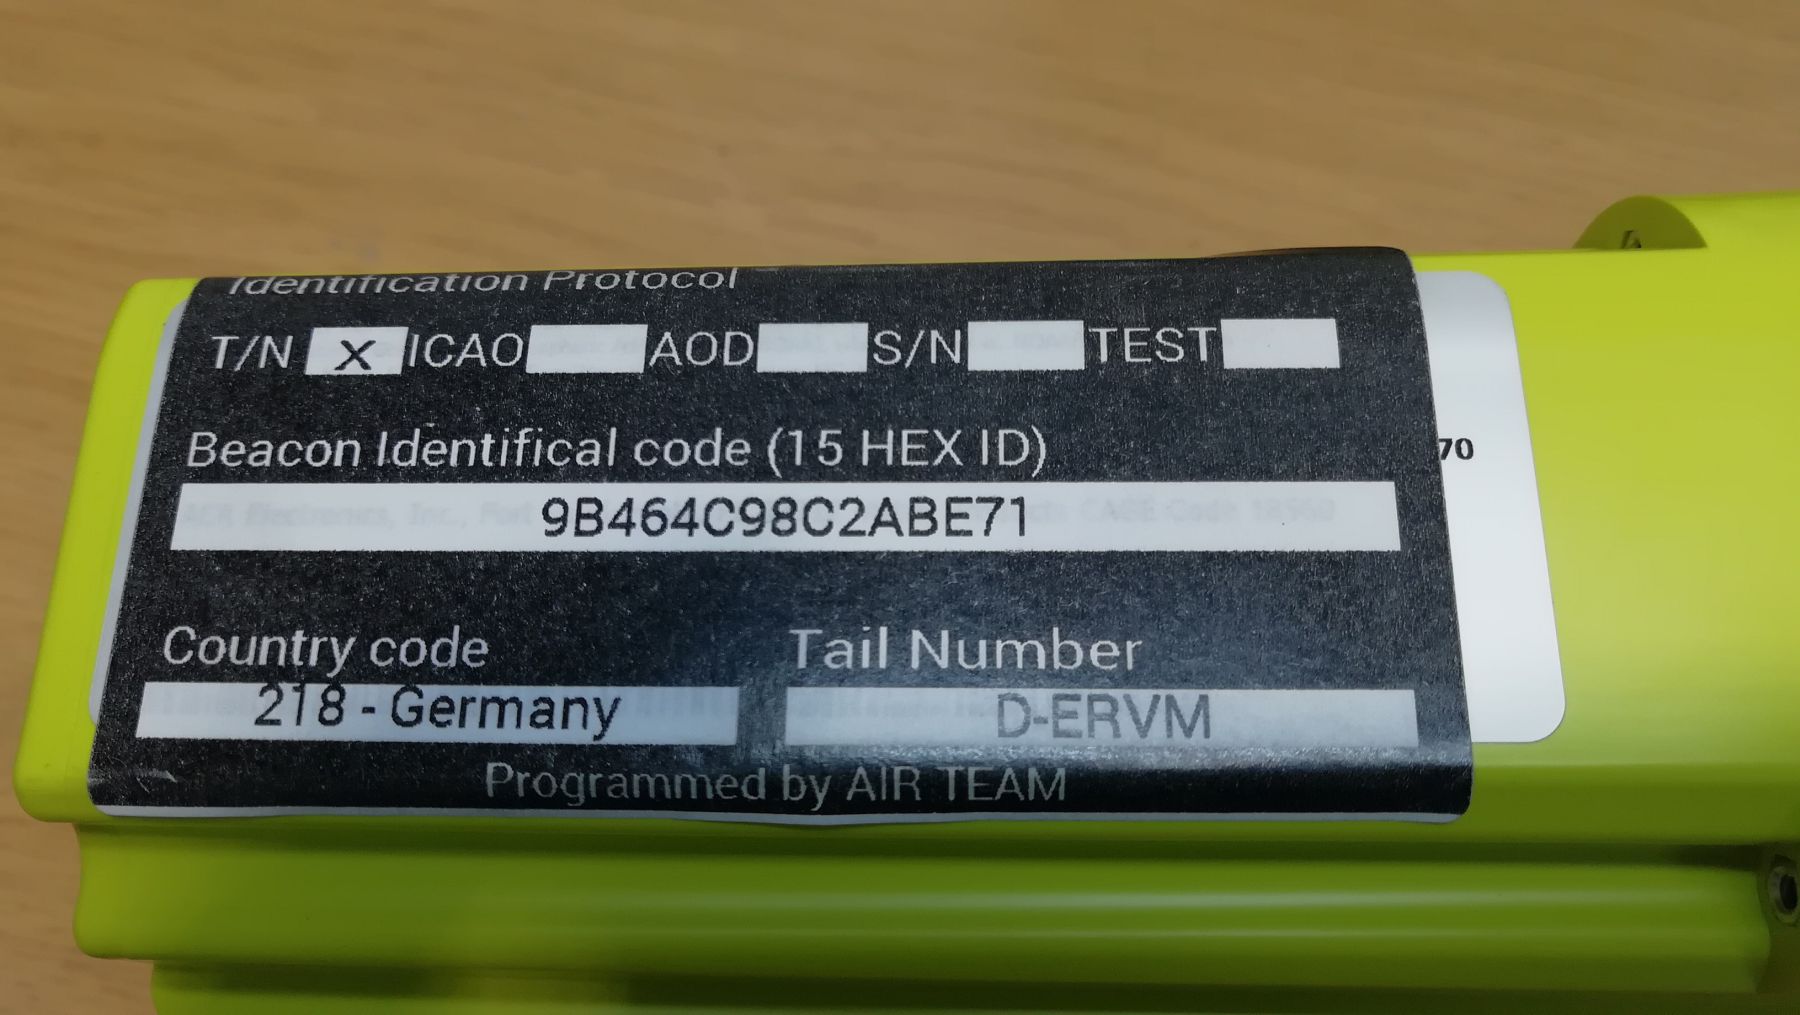 Identification Protocol
T/N X ICAO AOD S/N TEST
Beacon Identifical code (15 HEX ID)
70
9B464C98C2ABE71
Country code Tail Number
218 - Germany D-ERVM
Programmed by AIR TEAM